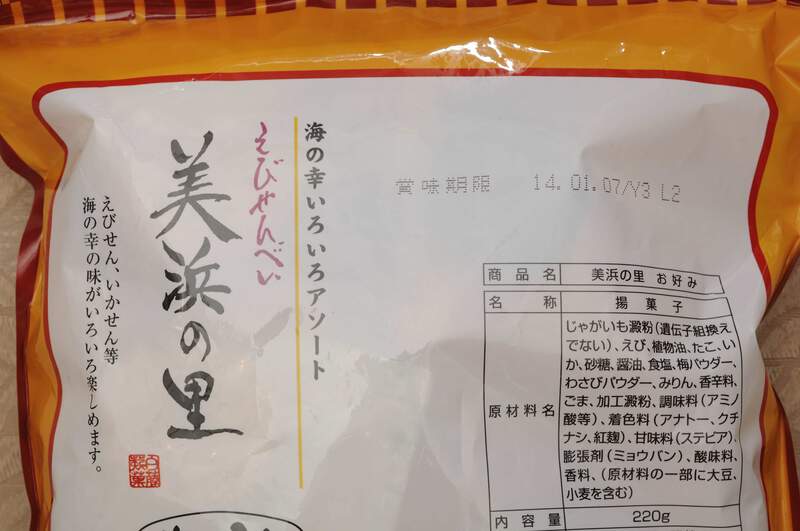 海の幸いろいろアソート
えびせんべい
美浜の里
えびせん、いかせん等
海の幸の味がいろいろ楽しめます。
賞味期限 14.01.07/Y3 L2
商品名 美浜の里 お好み
名称 揚菓子
原材料名 じゃがいも澱粉(遺伝子組換え
でない)、えび、植物油、たこ、い
か、砂糖、醤油、食塩、梅パウダー、
わさびパウダー、みりん、香辛料、
ごま、加工澱粉、調味料(アミノ
酸等)、着色料(アナトー、クチ
ナシ、紅麹)、甘味料(ステビア)、
膨張剤(ミョウバン)、酸味料、
香料、(原材料の一部に大豆、
小麦を含む)
内容量 220g